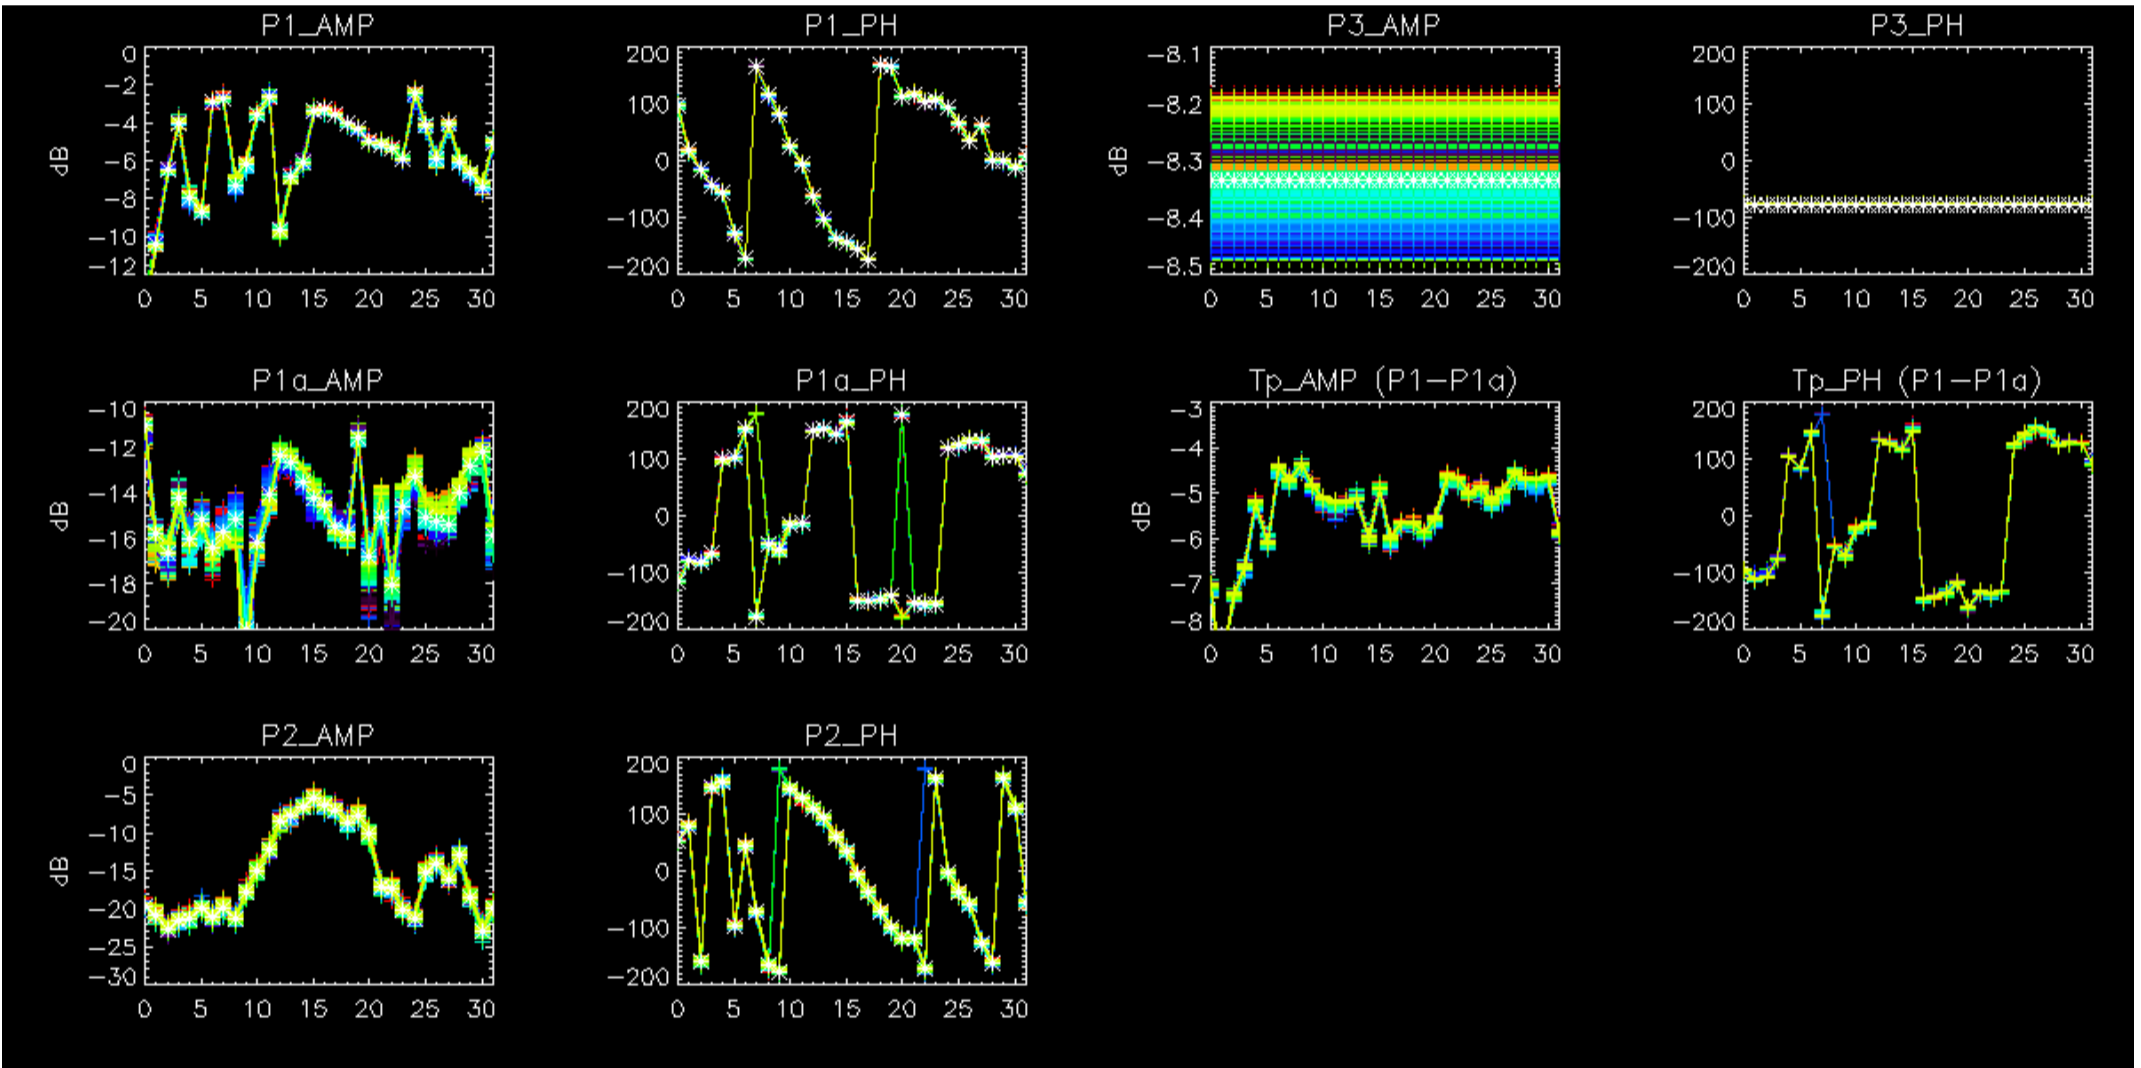 P1_AMP P1_PH P3_AMP P3_PH
0 200 -8.1 200
-2 100 -8.2 100
-4 0 -8.3 0
-6 -100 -8.4 -100
-8 -200 -8.5 -200
-10
-12
dB dB
0 5 10 15 20 25 30 0 5 10 15 20 25 30 0 5 10 15 20 25 30 0 5 10 15 20 25 30
P1a_AMP P1a_PH Tp_AMP (P1-P1a) Tp_PH (P1-P1a)
-10 200 -3 200
-12 100 -4 100
-14 0 -5 0
-16 -100 -6 -100
-18 -200 -7 -200
-20 -8
dB dB
0 5 10 15 20 25 30 0 5 10 15 20 25 30 0 5 10 15 20 25 30 0 5 10 15 20 25 30
P2_AMP P2_PH
0 200
-5 100
-10 0
-15 -100
-20 -200
-25
-30
dB
0 5 10 15 20 25 30 0 5 10 15 20 25 30